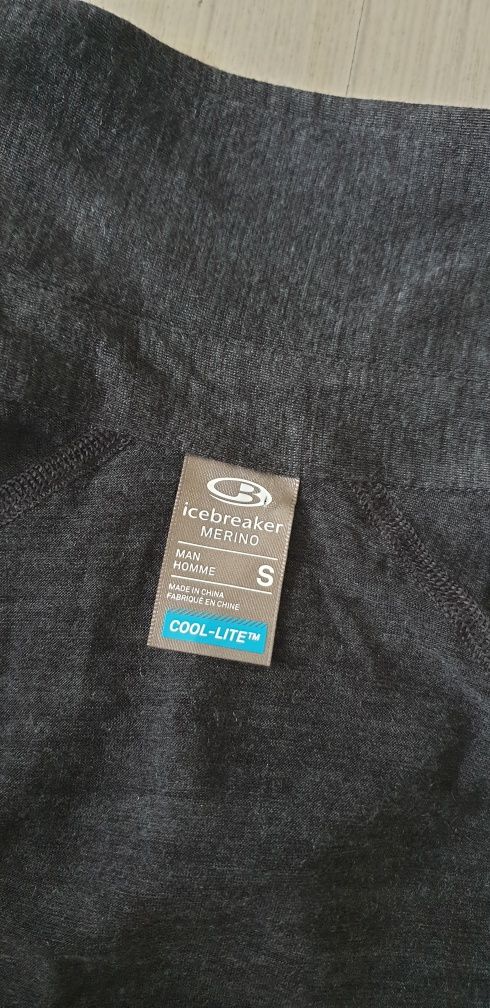 icebreaker
MERINO
MAN
HOMME
S
MADE IN CHINA
FABRIQUÉ EN CHINE
COOL-LITE™